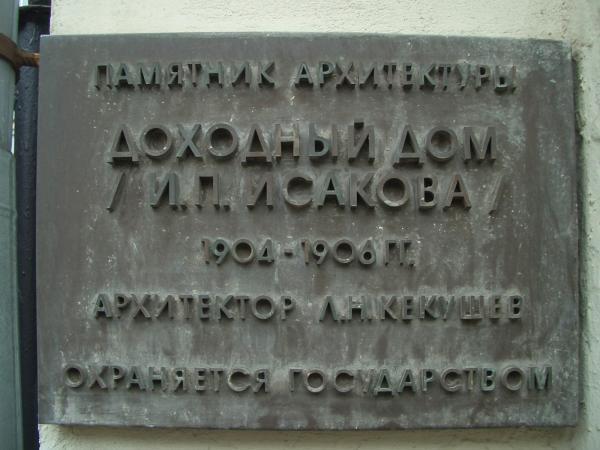 ПАМЯТНИК АРХИТЕКТУРЫ
ДОХОДНЫЙ ДОМ
/ И. П. ИСАКОВА /
1904-1906 ГГ.
АРХИТЕКТОР Л.Н. КЕКУШЕВ
ОХРАНЯЕТСЯ ГОСУДАРСТВОМ